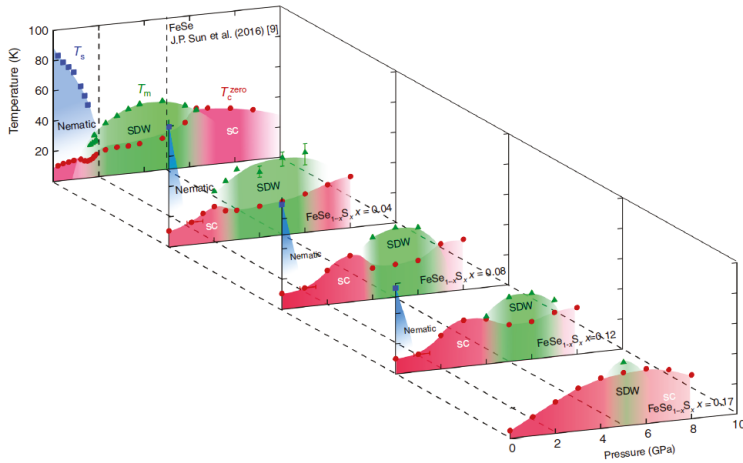 FeSe
J.P. Sun et al. (2016) [9]
100
80
60
40
20
Temperature (K)
Ts
Tm
Tc zero
Nematic
SDW
SC
Nematic
SDW
SC
FeSe1−xSx x = 0.04
Nematic
SDW
SC
FeSe1−xSx x = 0.08
Nematic
SDW
SC
FeSe1−xSx x=0.12
SDW
SC
FeSe1−xSx x = 0.17
0
2
4
6
8
10
Pressure (GPa)